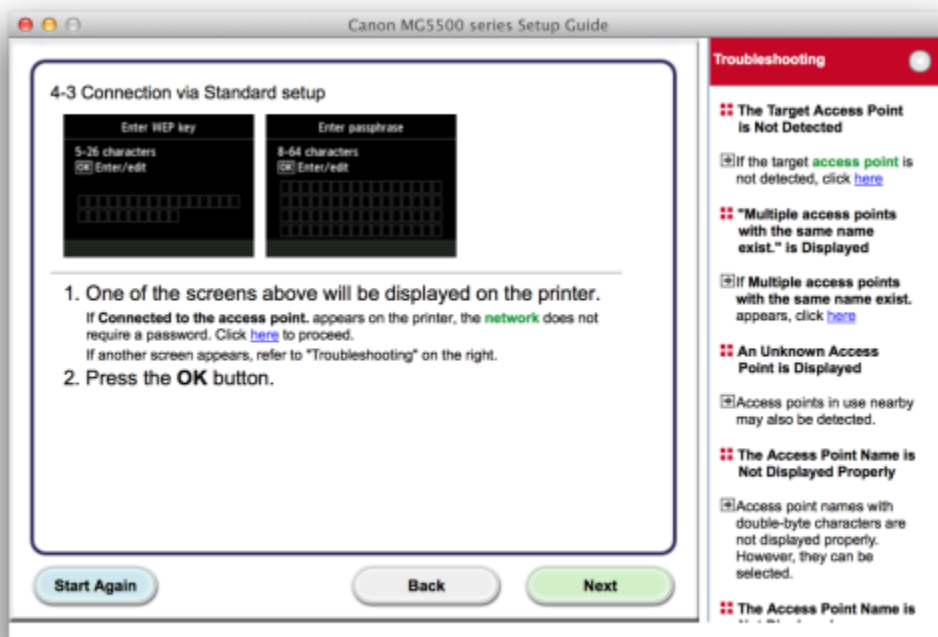 Canon MG5500 series Setup Guide
4-3 Connection via Standard setup
Enter WEP key
5-26 characters
OK Enter/edit
Enter passphrase
8-64 characters
OK Enter/edit
1. One of the screens above will be displayed on the printer.
If Connected to the access point. appears on the printer, the network does not
require a password. Click here to proceed.
If another screen appears, refer to "Troubleshooting" on the right.
2. Press the OK button.
Start Again
Back
Next
Troubleshooting
The Target Access Point
is Not Detected
If the target access point is
not detected, click here
"Multiple access points
with the same name
exist." is Displayed
If Multiple access points
with the same name exist.
appears, click here
An Unknown Access
Point is Displayed
Access points in use nearby
may also be detected.
The Access Point Name is
Not Displayed Properly
Access point names with
double-byte characters are
not displayed properly.
However, they can be
selected.
The Access Point Name is